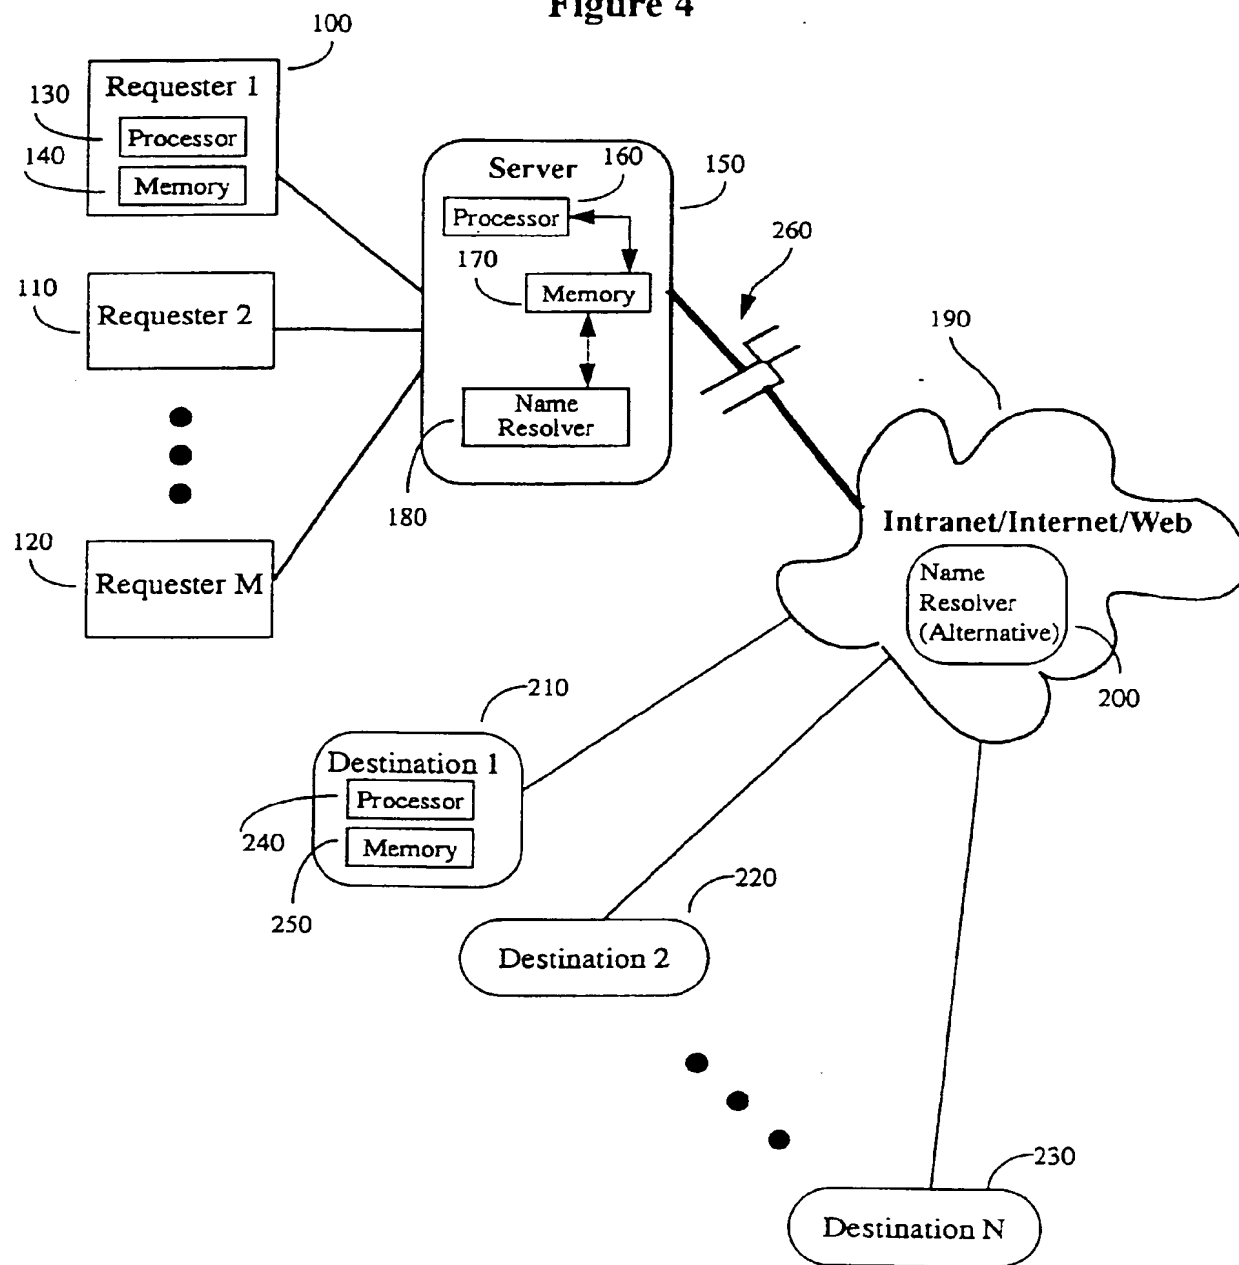 Figure 4
100
Requester 1
130
Processor
140
Memory
Server
160
150
Processor
260
170
Memory
110
Requester 2
190
Name
Resolver
180
Intranet/Internet/Web
120
Requester M
Name
Resolver
(Alternative)
200
210
Destination 1
Processor
240
Memory
250
220
Destination 2
230
Destination N